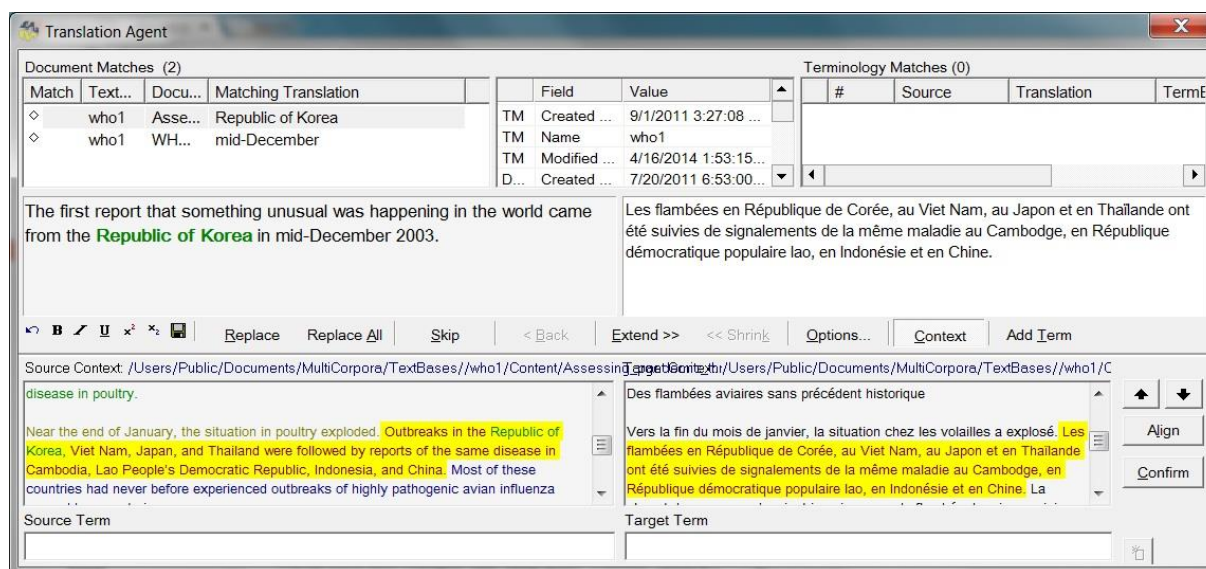 Translation Agent
Document Matches (2)
Terminology Matches (0)
Match Text... Docu... Matching Translation
who1 Asse... Republic of Korea
who1 WH... mid-December
Field Value
TM Created ... 9/1/2011 3:27:08 ...
TM Name who1
TM Modified ... 4/16/2014 1:53:15...
D... Created ... 7/20/2011 6:53:00...
# Source Translation TermB
The first report that something unusual was happening in the world came
from the Republic of Korea in mid-December 2003.
Les flambées en République de Corée, au Viet Nam, au Japon et en Thaïlande ont
été suivies de signalements de la même maladie au Cambodge, en République
démocratique populaire lao, en Indonésie et en Chine.
B I U x² x₂ Replace Replace All Skip < Back Extend >> << Shrink Options... Context Add Term
Source Context: /Users/Public/Documents/MultiCorpora/TextBases//who1/Content/Assessing
/Users/Public/Documents/MultiCorpora/TextBases//who1/C
disease in poultry.
Near the end of January, the situation in poultry exploded. Outbreaks in the Republic of
Korea, Viet Nam, Japan, and Thailand were followed by reports of the same disease in
Cambodia, Lao People's Democratic Republic, Indonesia, and China. Most of these
countries had never before experienced outbreaks of highly pathogenic avian influenza
Des flambées aviaires sans précédent historique
Vers la fin du mois de janvier, la situation chez les volailles a explosé. Les
flambées en République de Corée, au Viet Nam, au Japon et en Thaïlande
ont été suivies de signalements de la même maladie au Cambodge, en
République démocratique populaire lao, en Indonésie et en Chine. La
Align
Confirm
Source Term
Target Term